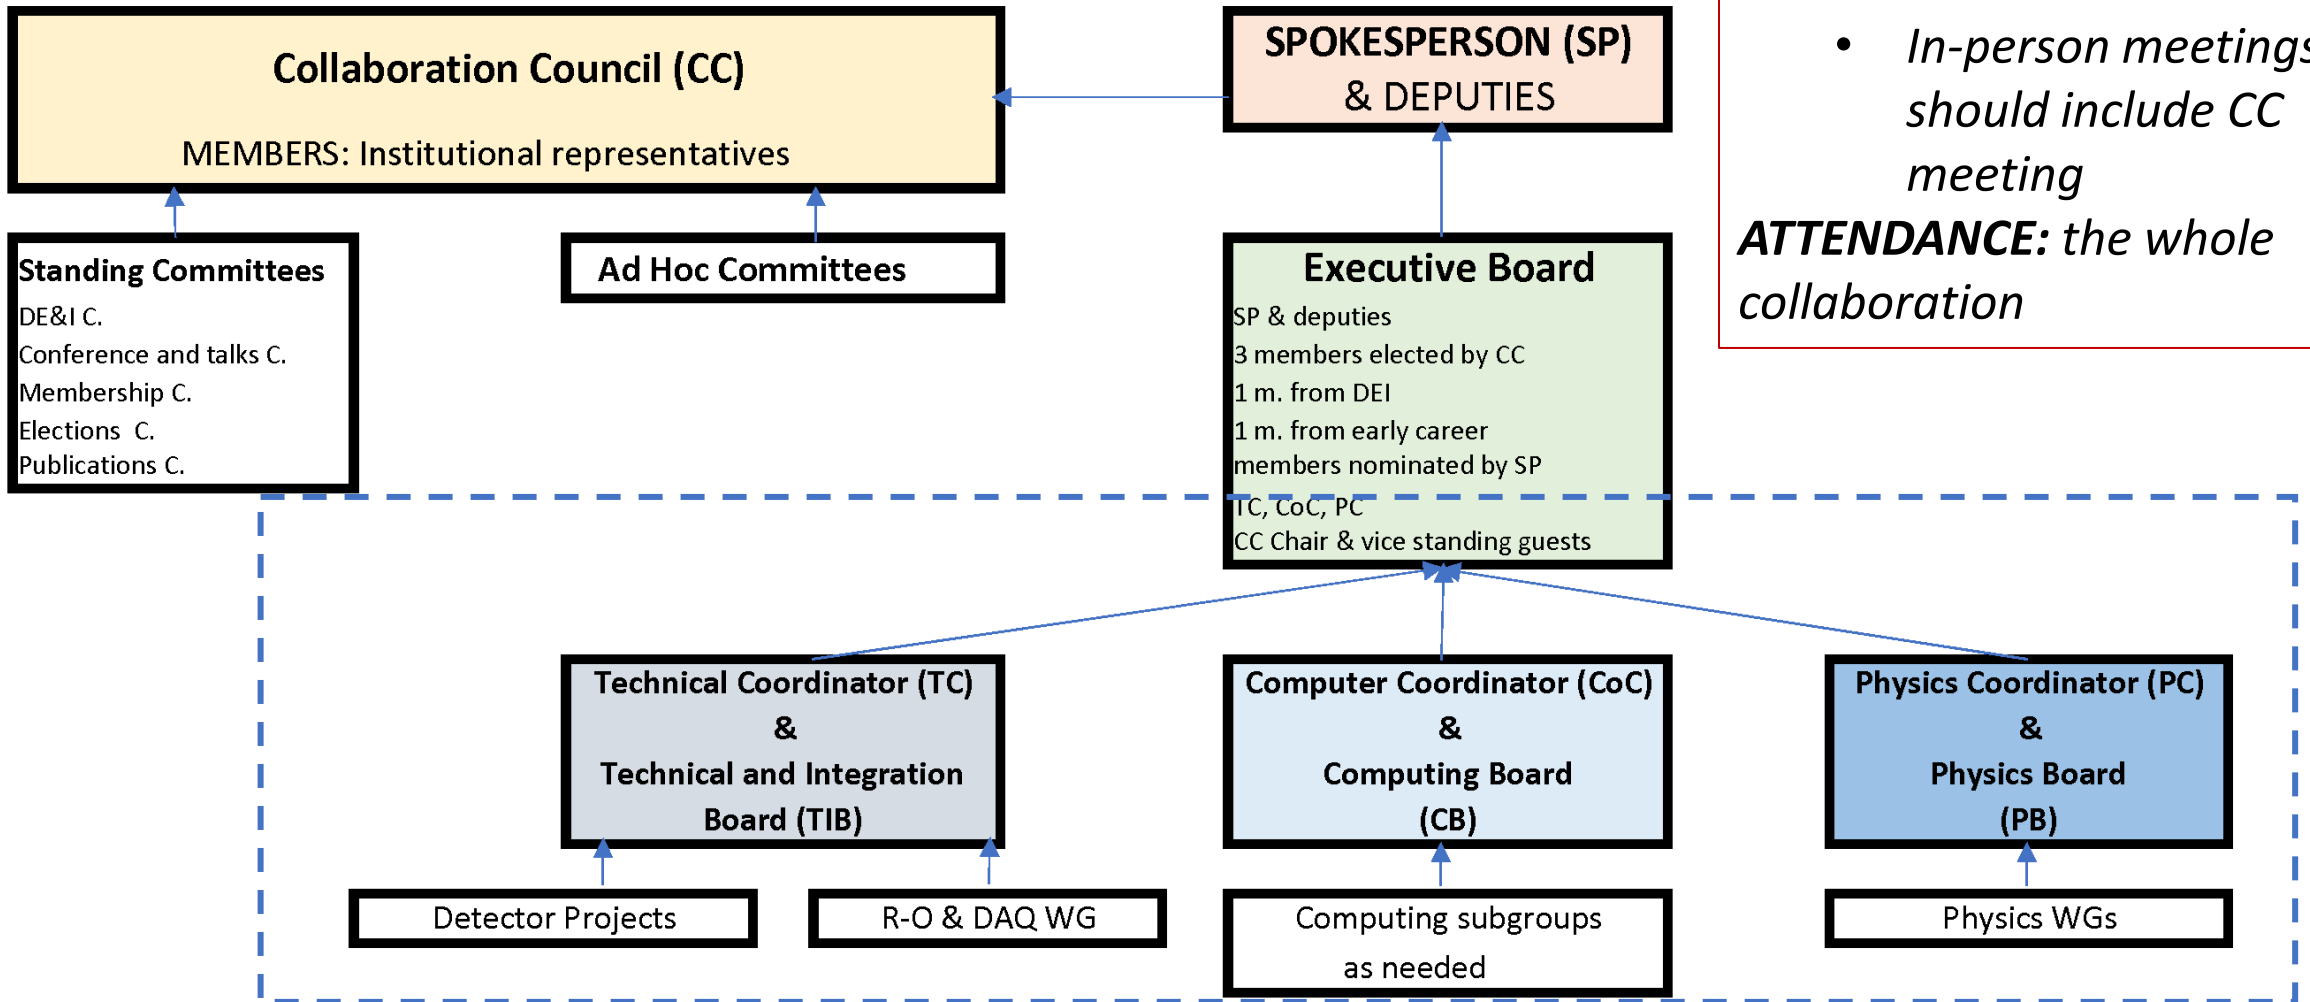 Collaboration Council (CC)
MEMBERS: Institutional representatives
SPOKESPERSON (SP)
& DEPUTIES
• In-person meetings
should include CC
meeting
ATTENDANCE: the whole
collaboration
Standing Committees
DE&I C.
Conference and talks C.
Membership C.
Elections  C.
Publications C.
Ad Hoc Committees
Executive Board
SP & deputies
3 members elected by CC
1 m. from DEI
1 m. from early career
members nominated by SP
TC, CoC, PC
CC Chair & vice standing guests
Technical Coordinator (TC)
&
Technical and Integration
Board (TIB)
Computer Coordinator (CoC)
&
Computing Board
(CB)
Physics Coordinator (PC)
&
Physics Board
(PB)
Detector Projects
R-O & DAQ WG
Computing subgroups
as needed
Physics WGs